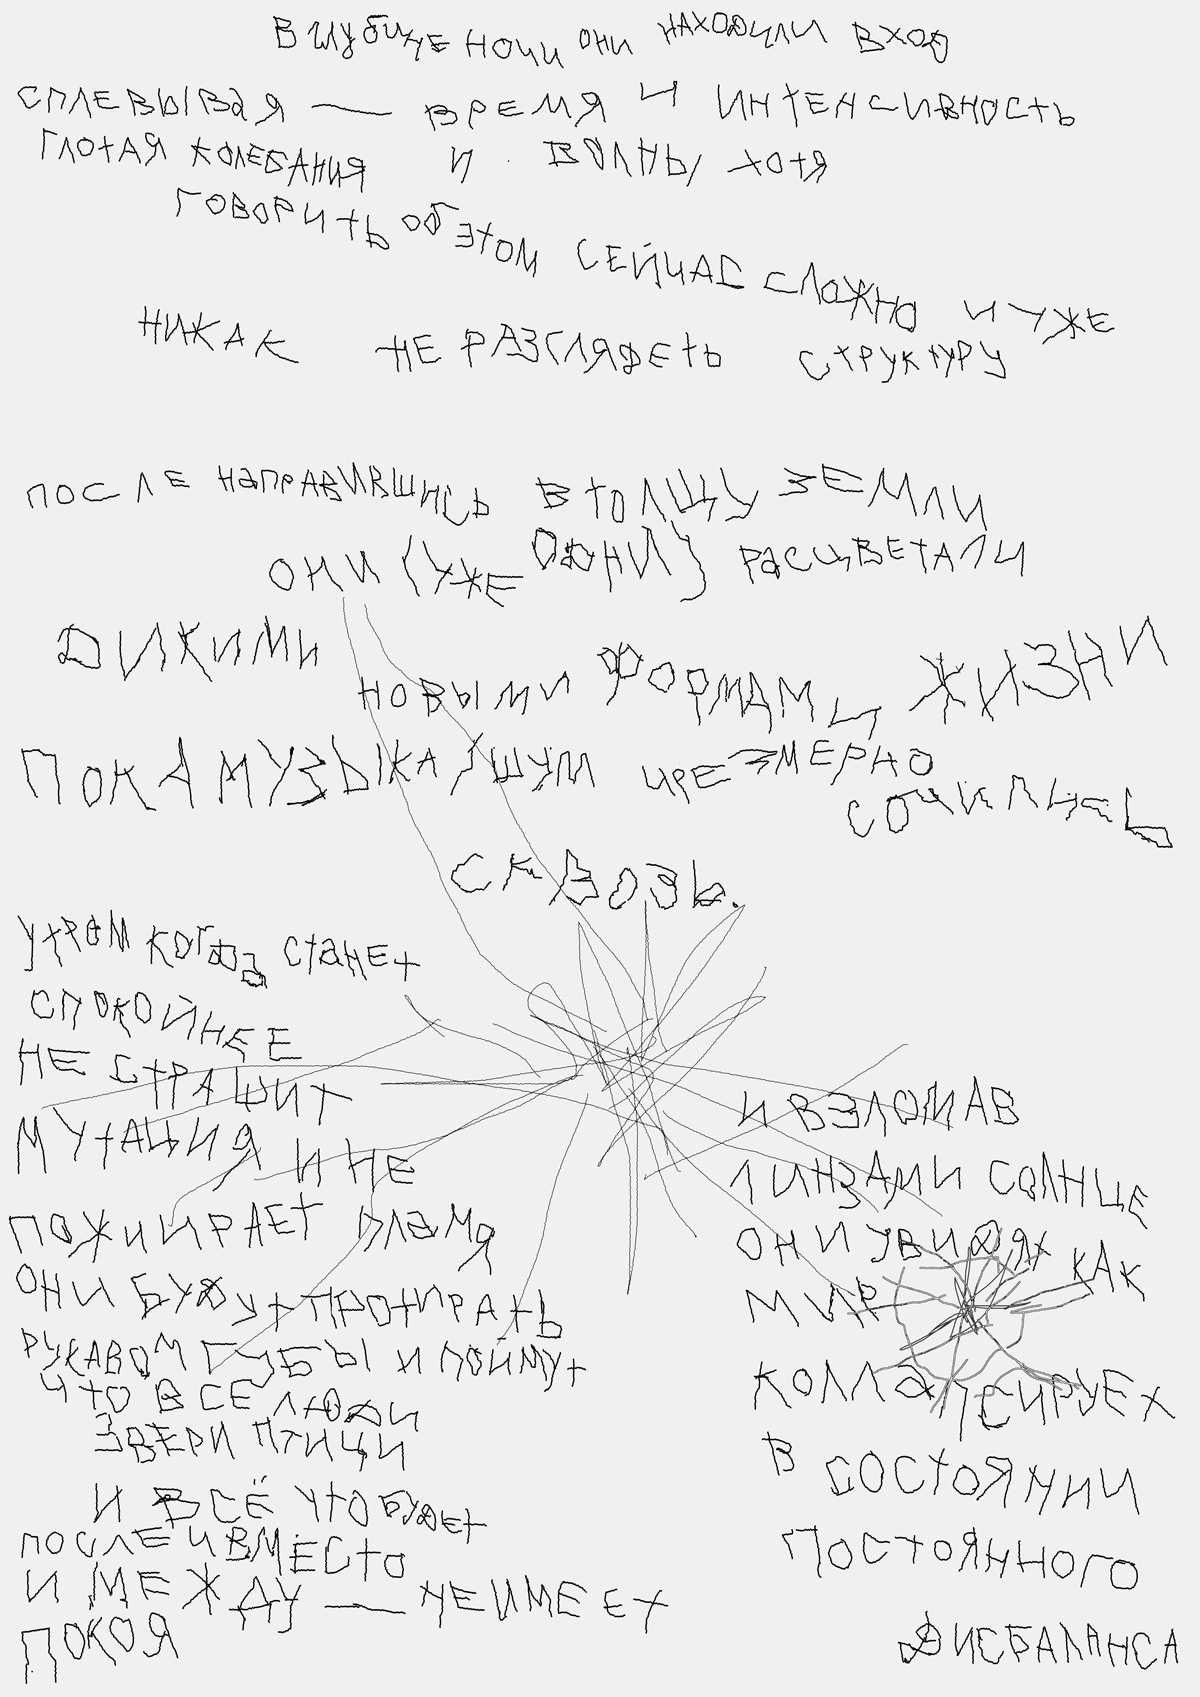 В глубине ночи они находили вход
сплевывая — время и интенсивность
глотая колебания и волны хотя
говорить об этом сейчас сложно и уже
никак не разглядеть структуру
после направившись в толщу земли
они (уже одни) расцветали
дикими новыми формами жизни
пока музыка / шум чрезмерно
сочились
сквозь.
утром когда станет
спокойнее
не страшит
мутация и не
пожирает пламя
они будут протирать
рукавом губы и поймут
что все люди
звери птици
и всё что будет
после и вместо
и между — не имеет
покоя
и взломав
линзами солнце
они увидят как
мир
коллапсирует
в состоянии
постоянного
дисбаланса